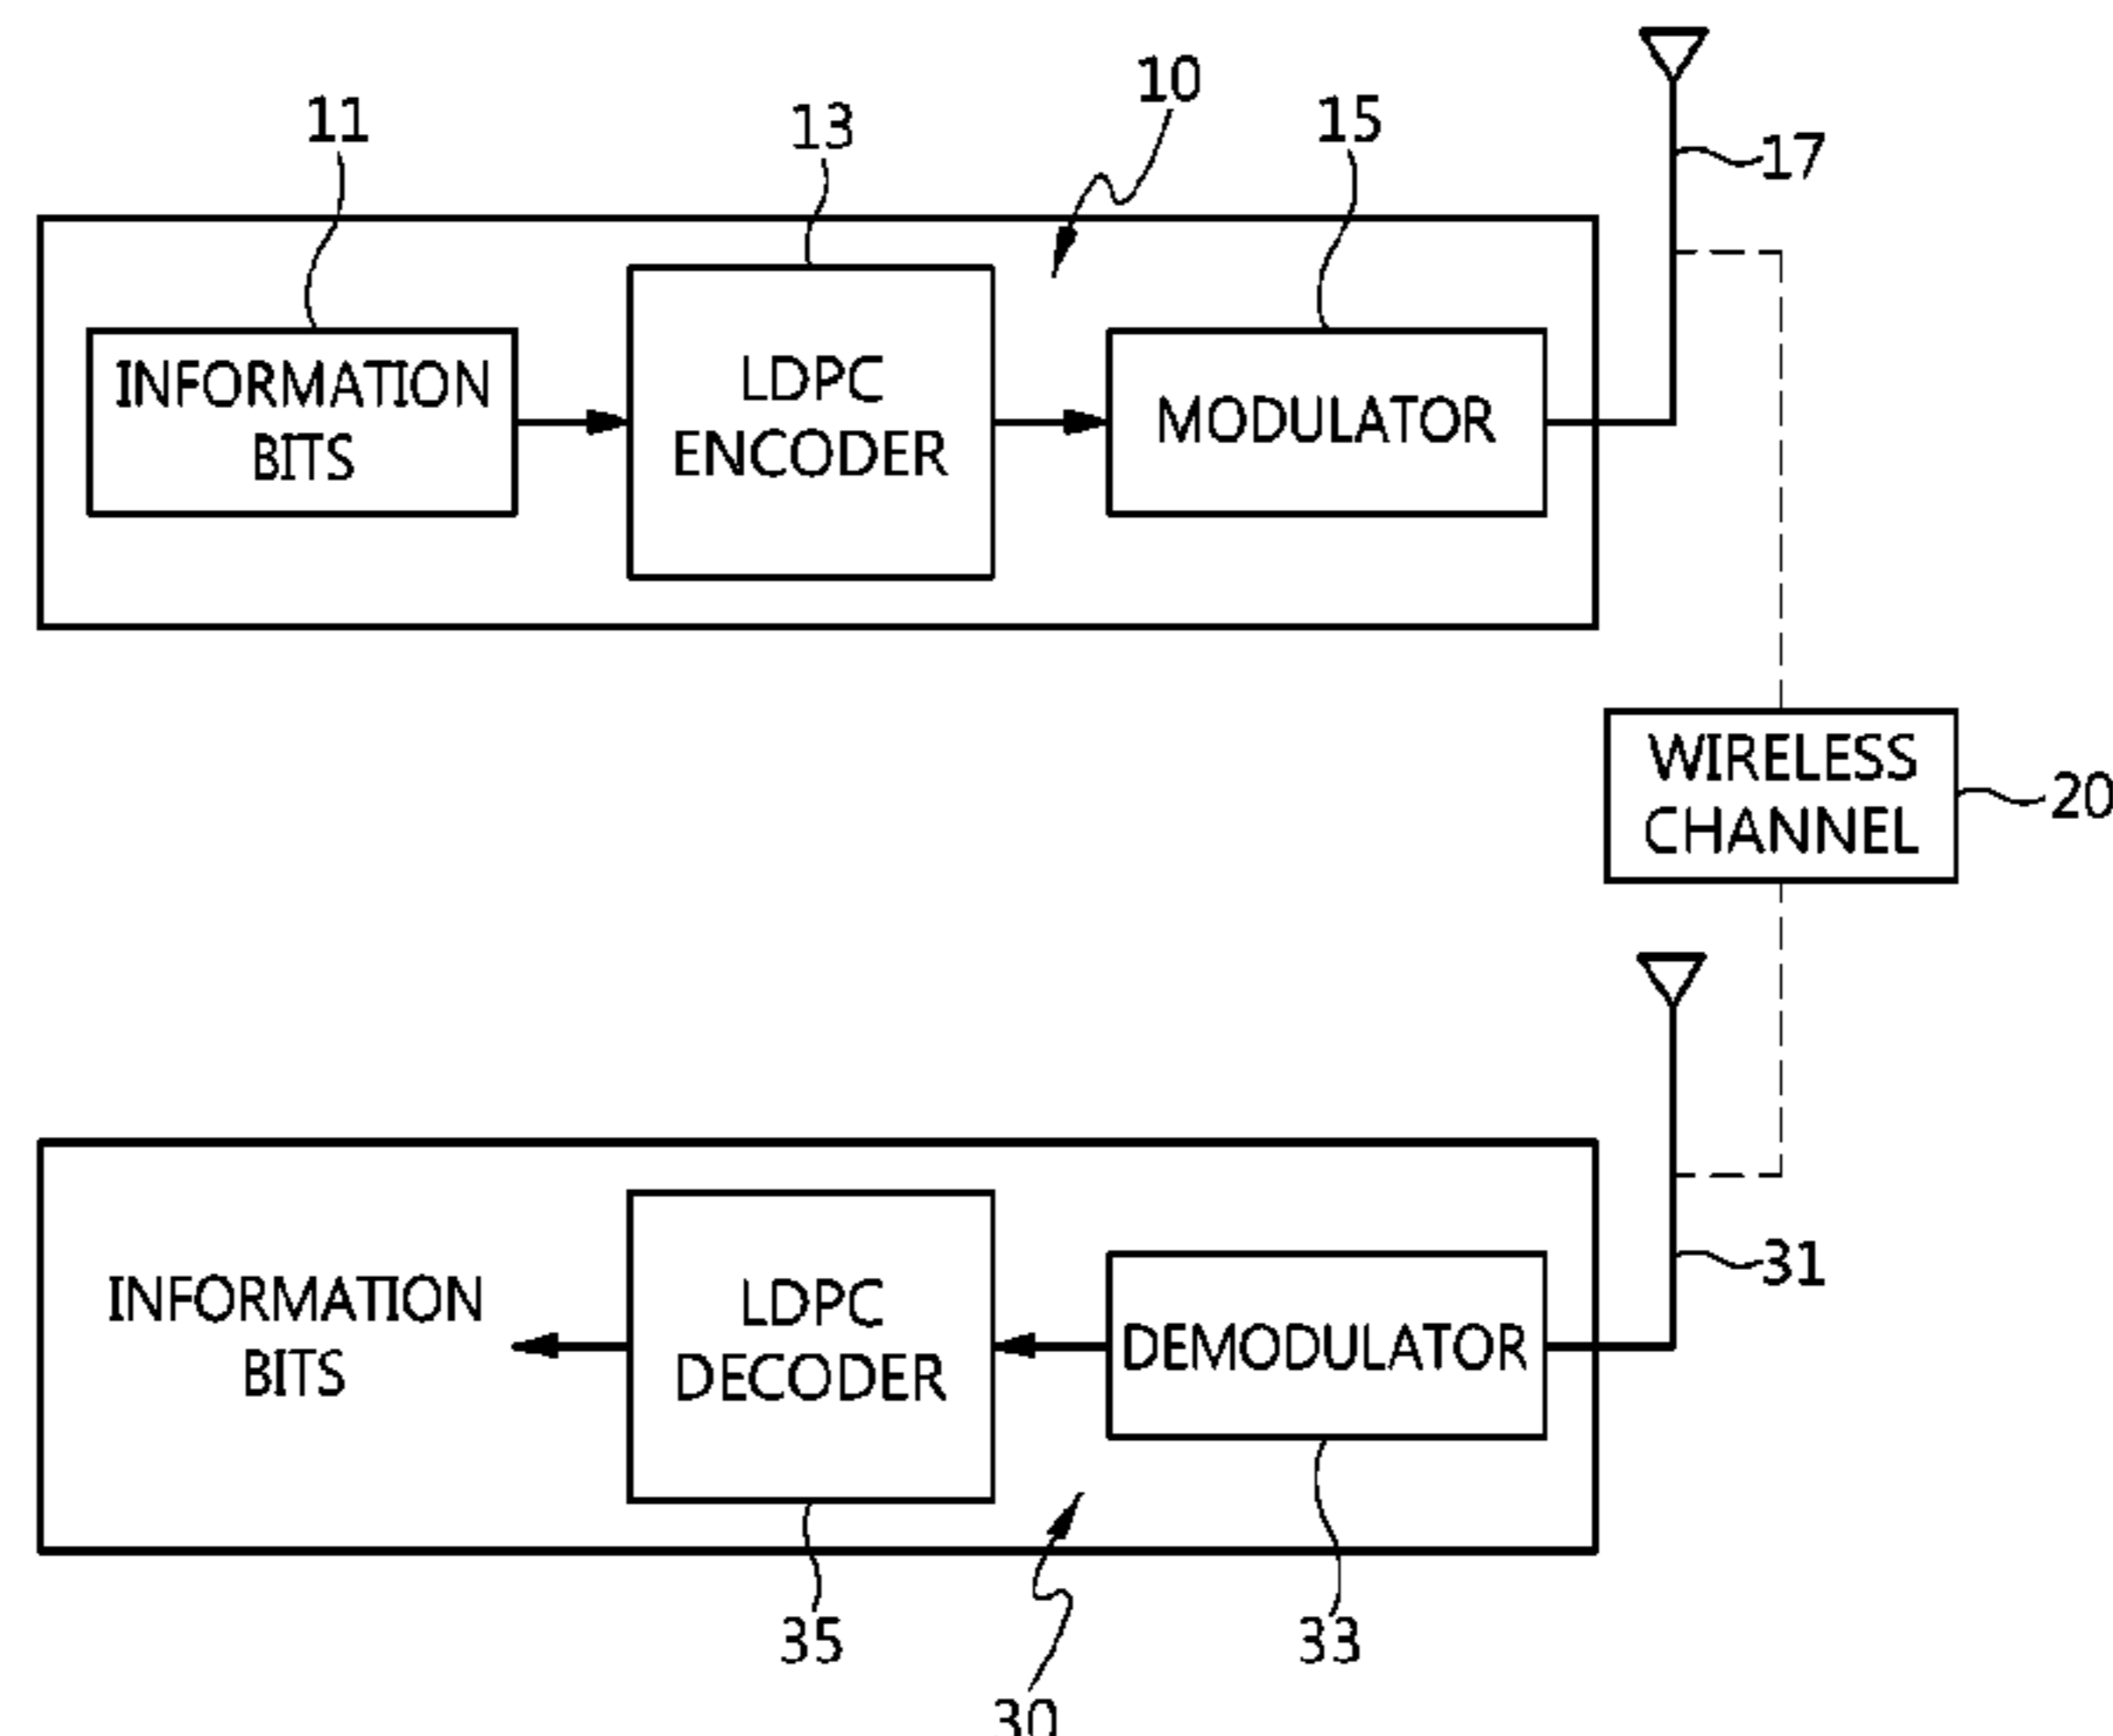 10
11
13
15
17
INFORMATION
BITS
LDPC
ENCODER
MODULATOR
WIRELESS
CHANNEL
20
31
INFORMATION
BITS
LDPC
DECODER
DEMODULATOR
35
33
30